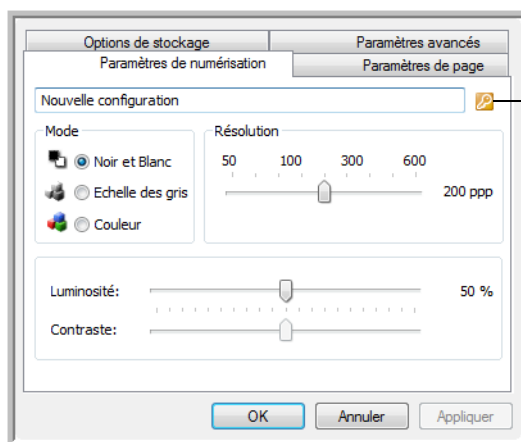 Options de stockage
Paramètres avancés
Paramètres de numérisation
Paramètres de page
Nouvelle configuration
Mode
Noir et Blanc
Echelle des gris
Couleur
Résolution
50 100 300 600
200 ppp
Luminosité: 50 %
Contraste:
OK Annuler Appliquer